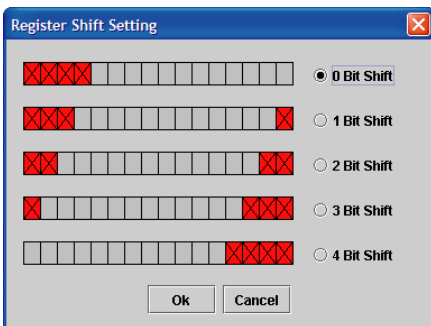 Register Shift Setting
0 Bit Shift
1 Bit Shift
2 Bit Shift
3 Bit Shift
4 Bit Shift
Ok Cancel